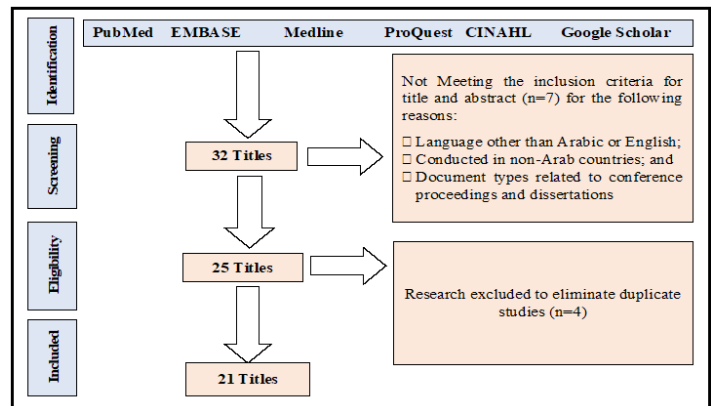 Identification
PubMed EMBASE Medline ProQuest CINAHL Google Scholar
Not Meeting the inclusion criteria for
title and abstract (n=7) for the following
reasons:
□ Language other than Arabic or English;
□ Conducted in non-Arab countries; and
□ Document types related to conference
proceedings and dissertations
Screening
32 Titles
Eligibility
25 Titles
Research excluded to eliminate duplicate
studies (n=4)
Included
21 Titles